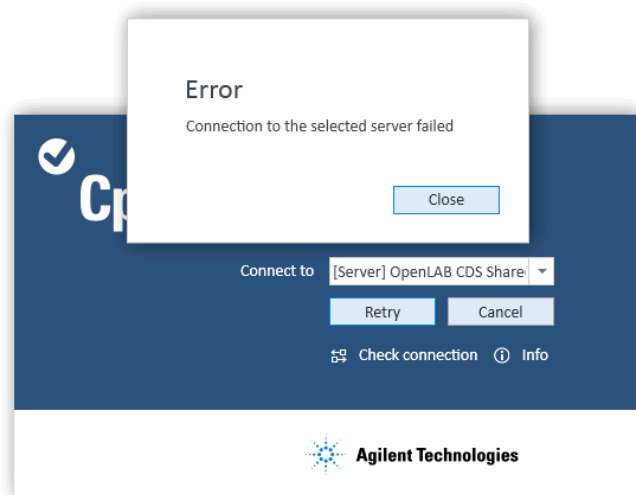 Error
Connection to the selected server failed
Close
Cp
Connect to [Server] OpenLAB CDS Share
Retry Cancel
Check connection Info
Agilent Technologies